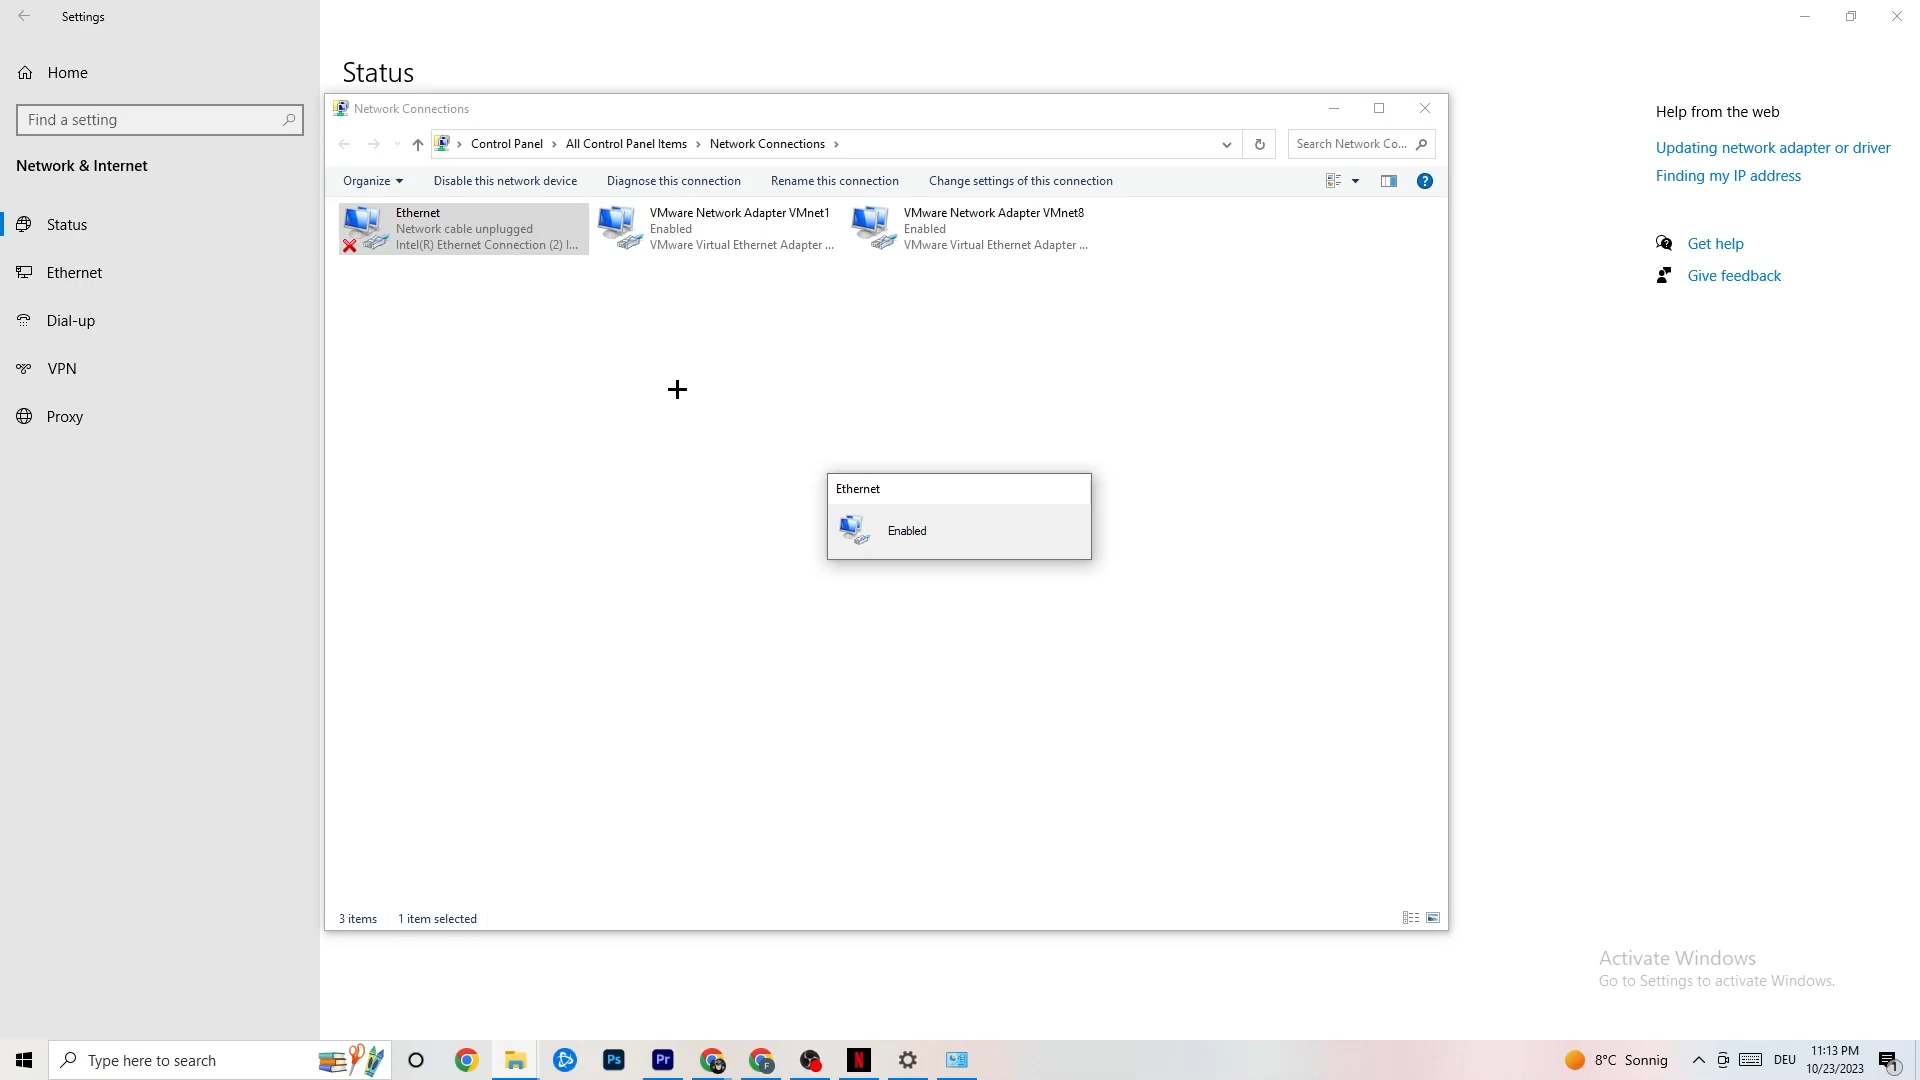 Settings
Home
Find a setting
Network & Internet
Status
Ethernet
Dial-up
VPN
Proxy
Status
Network Connections
Control Panel
All Control Panel Items
Network Connections
Search Network Co...
Organize
Disable this network device
Diagnose this connection
Rename this connection
Change settings of this connection
Ethernet
Network cable unplugged
Intel(R) Ethernet Connection (2) I...
VMware Network Adapter VMnet1
Enabled
VMware Virtual Ethernet Adapter ...
VMware Network Adapter VMnet8
Enabled
VMware Virtual Ethernet Adapter ...
Ethernet
Enabled
3 items
1 item selected
Help from the web
Updating network adapter or driver
Finding my IP address
Get help
Give feedback
Activate Windows
Go to Settings to activate Windows.
Type here to search
Ps
Pr
F
N
8°C Sonnig
DEU
11:13 PM
10/23/2023
1